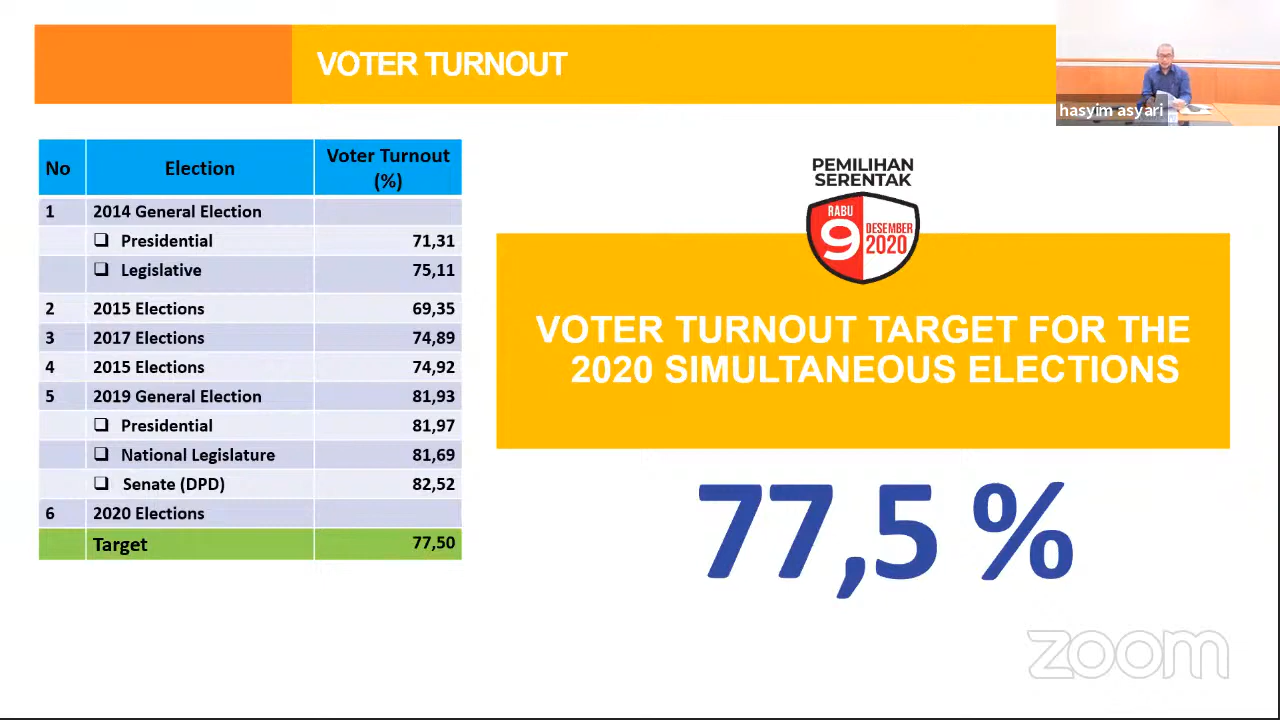 VOTER TURNOUT
hasyim asyari
No Election Voter Turnout (%)
1 2014 General Election
Presidential 71,31
Legislative 75,11
2 2015 Elections 69,35
3 2017 Elections 74,89
4 2015 Elections 74,92
5 2019 General Election 81,93
Presidential 81,97
National Legislature 81,69
Senate (DPD) 82,52
6 2020 Elections
Target 77,50
PEMILIHAN
SERENTAK
RABU
9
DESEMBER
2020
VOTER TURNOUT TARGET FOR THE
2020 SIMULTANEOUS ELECTIONS
77,5 %
zoom